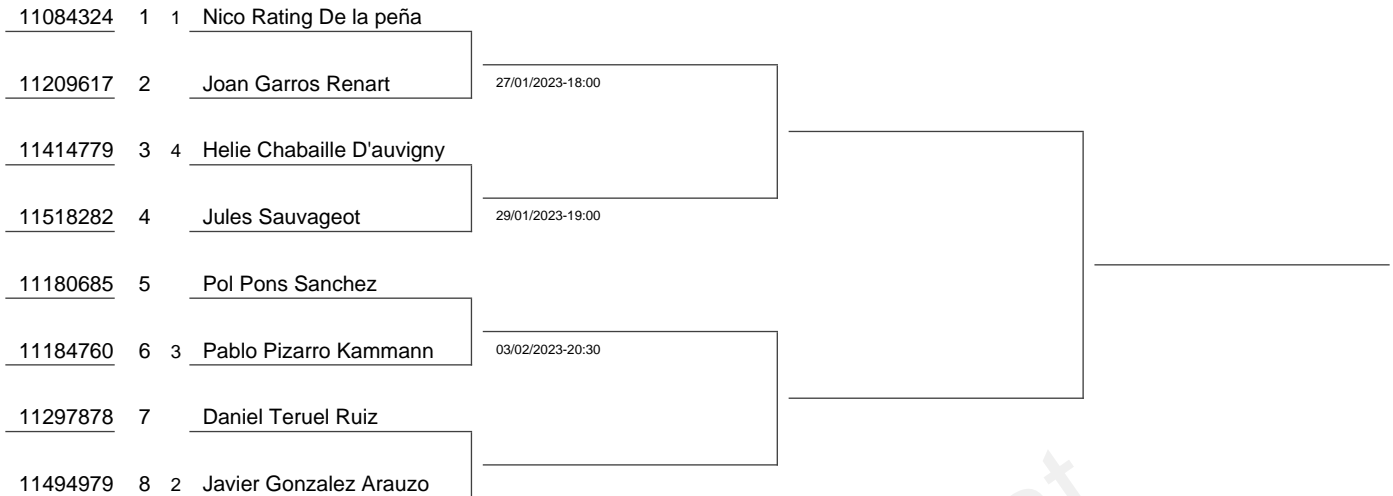 11084324 1 1 Nico Rating De la peña
11209617 2 Joan Garros Renart 27/01/2023-18:00
11414779 3 4 Helie Chabaille D'auvigny
11518282 4 Jules Sauvageot 29/01/2023-19:00
11180685 5 Pol Pons Sanchez
11184760 6 3 Pablo Pizarro Kammann 03/02/2023-20:30
11297878 7 Daniel Teruel Ruiz
11494979 8 2 Javier Gonzalez Arauzo